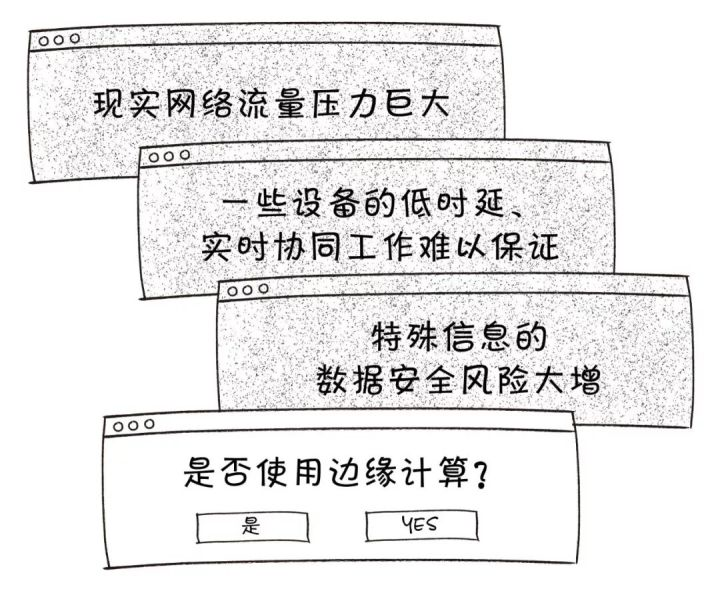 现实网络流量压力巨大
一些设备的低时延、
实时协同工作难以保证
特殊信息的
数据安全风险大增
是否使用边缘计算？
是
YES